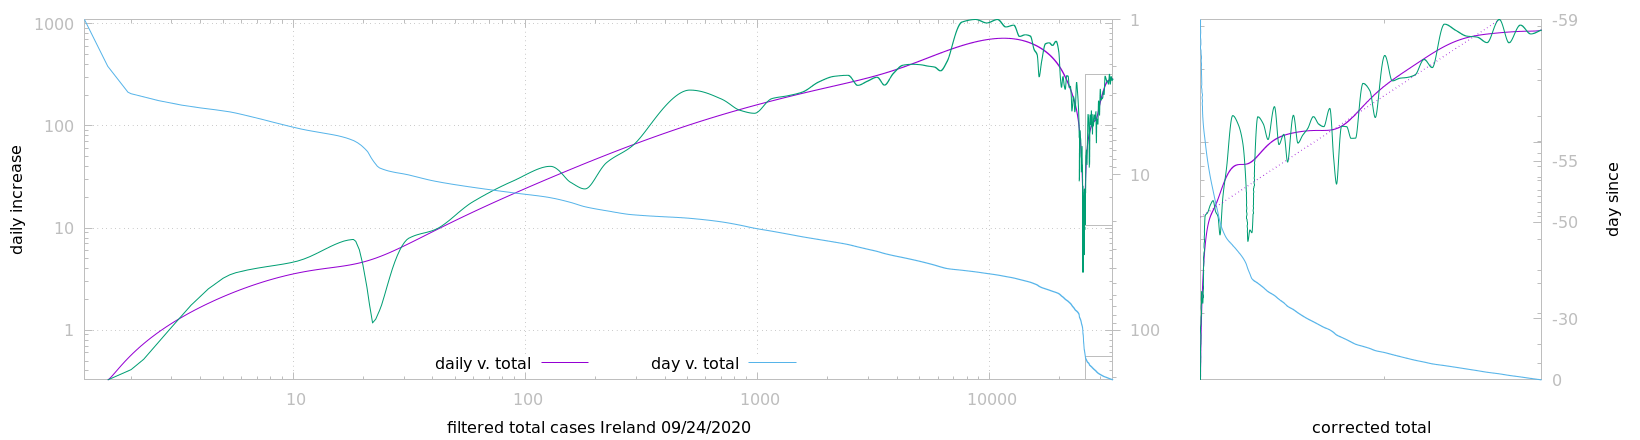 1000
100
10
1
daily increase
10
100
1000
10000
filtered total cases Ireland 09/24/2020
daily v. total
day v. total
1
10
100
-59
-55
-50
-30
0
day since
corrected total